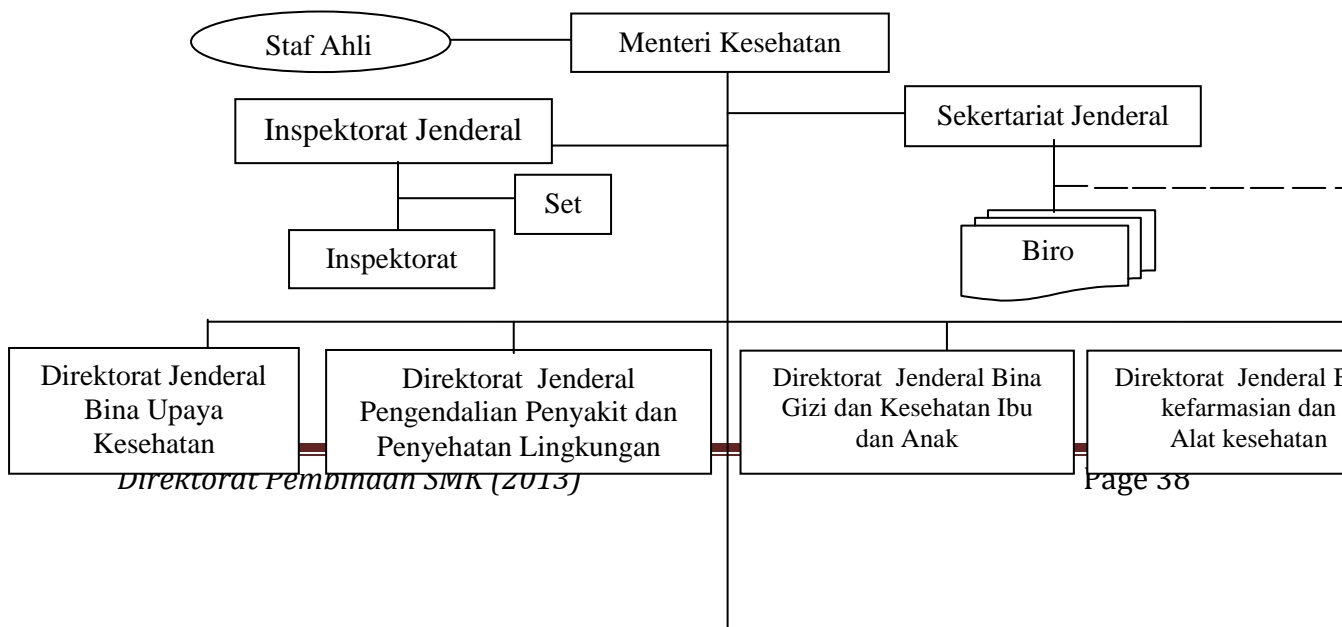 Staf Ahli
Menteri Kesehatan
Inspektorat Jenderal
Sekertariat Jenderal
Set
Inspektorat
Biro
Direktorat Jenderal
Bina Upaya
Kesehatan
Direktorat Jenderal
Pengendalian Penyakit dan
Penyehatan Lingkungan
Direktorat Jenderal Bina
Gizi dan Kesehatan Ibu
dan Anak
Direktorat Jenderal
kefarmasian dan
Alat kesehatan
Direktorat Pembinaan SMK (2013)
Page 38